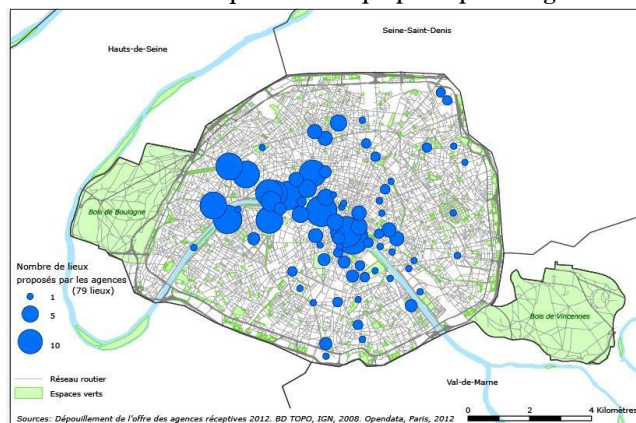 Seine-Saint-Denis
Hauts-de-Seine
Bois de Boulogne
Nombre de lieux
proposés par les agences
(79 lieux)
1
5
10
Bois de Vincennes
Réseau routier
Espaces verts
Val-de-Marne
0 2 4 Kilomètres
Sources: Dépouillement de l'offre des agences réceptives 2012. BD TOPO, IGN, 2008. Opendata, Paris, 2012